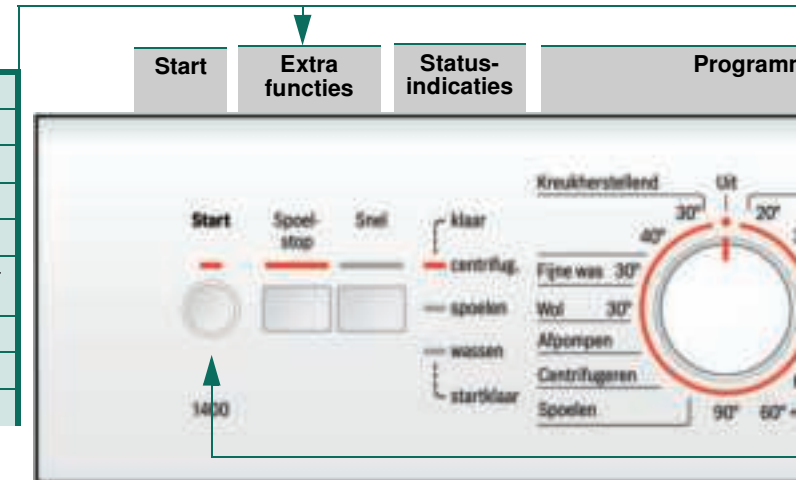 Start
Extra
functies
Status-
indicaties
Programm
Kreukherstellend
Uit
30°
20°
40°
Start
Spoel-
stop
Snel
klaar
centrifug.
Fijne was 30°
spoelen
Wol 30°
Afpompen
wassen
Centrifugeren
startklaar
1400
Spoelen
90°
60°